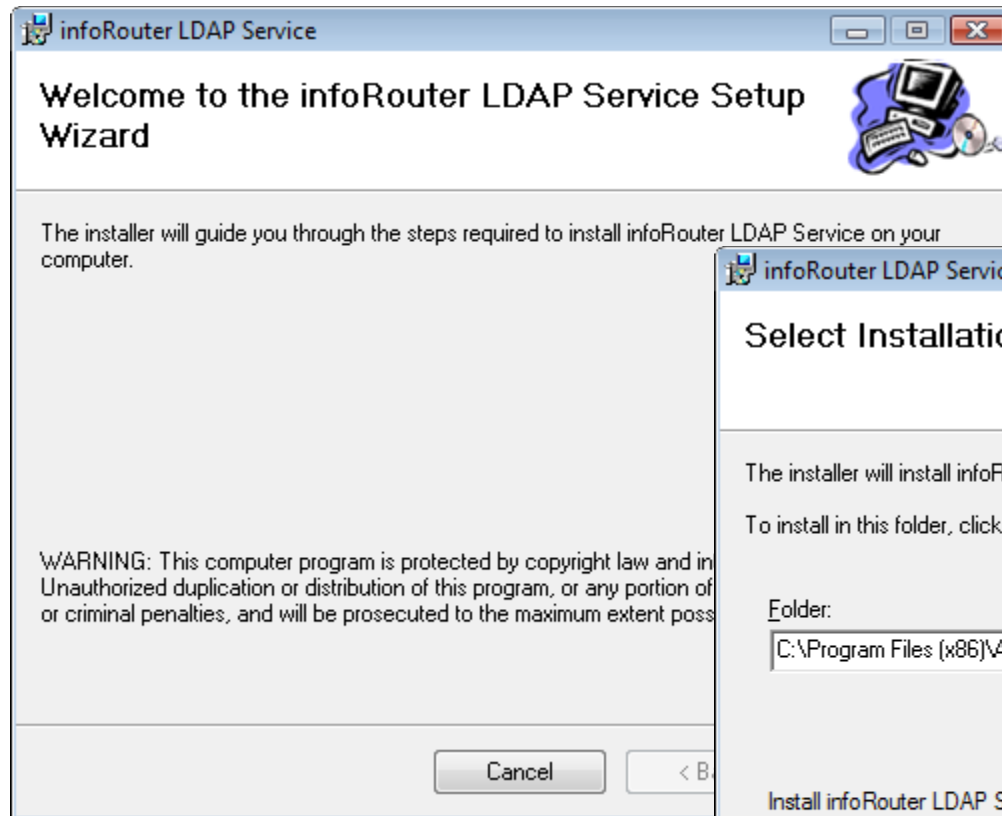 infoRouter LDAP Service
Welcome to the infoRouter LDAP Service Setup
Wizard
The installer will guide you through the steps required to install infoRouter LDAP Service on your
computer.
WARNING: This computer program is protected by copyright law and in
Unauthorized duplication or distribution of this program, or any portion of
or criminal penalties, and will be prosecuted to the maximum extent poss
Cancel
< Ba
infoRouter LDAP Servic
Select Installatio
The installer will install infoR
To install in this folder, click
Folder:
C:\Program Files (x86)\A
Install infoRouter LDAP S